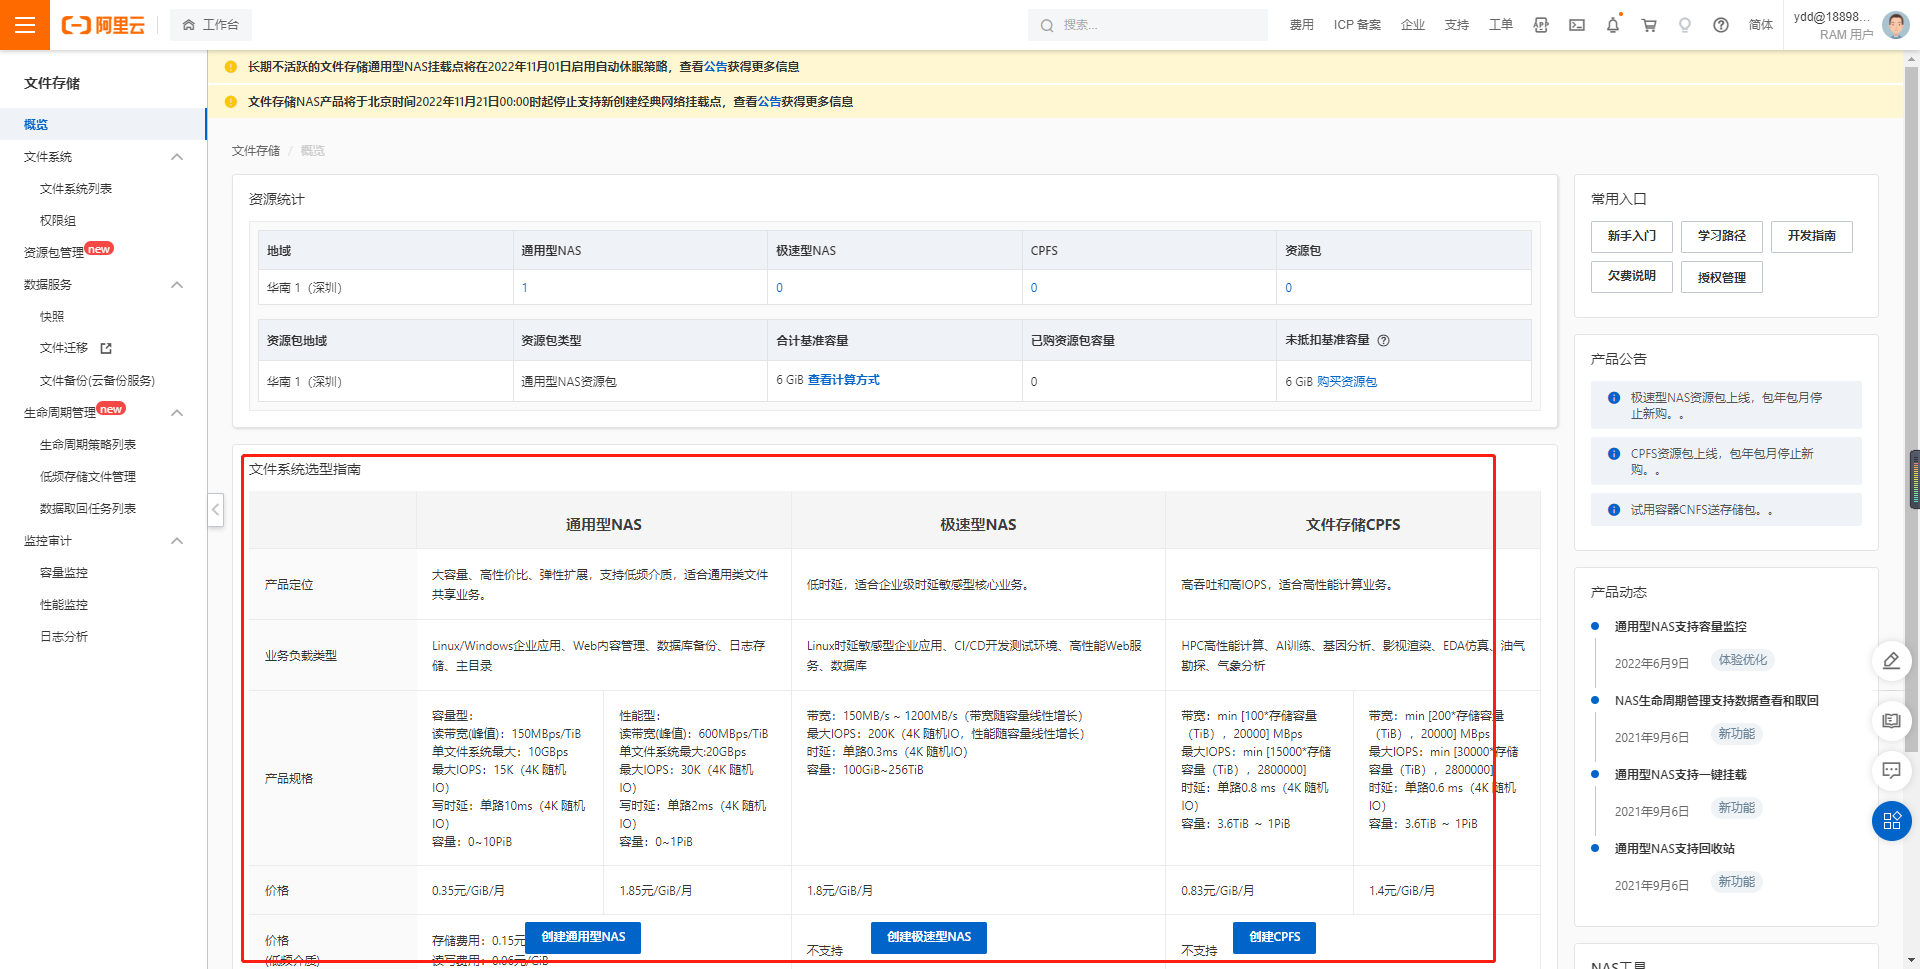 阿里云
工作台
搜索...
费用
ICP 备案
企业
支持
工单
简体
ydd@18898...
RAM 用户
文件存储
概览
文件系统
文件系统列表
权限组
资源包管理 new
数据服务
快照
文件迁移
文件备份(云备份服务)
生命周期管理 new
生命周期策略列表
低频存储文件管理
数据取回任务列表
监控审计
容量监控
性能监控
日志分析
长期不活跃的文件存储通用型NAS挂载点将在2022年11月01日启用自动休眠策略，查看公告获得更多信息
文件存储NAS产品将于北京时间2022年11月21日00:00时起停止支持新创建经典网络挂载点，查看公告获得更多信息
文件存储 / 概览
资源统计
地域 通用型NAS 极速型NAS CPFS 资源包
华南 1（深圳） 1 0 0 0
资源包地域 资源包类型 合计基准容量 已购资源包容量 未抵扣基准容量
华南 1（深圳） 通用型NAS资源包 6 GiB 查看计算方式 0 6 GiB 购买资源包
文件系统选型指南
通用型NAS 极速型NAS 文件存储CPFS
产品定位
大容量、高性价比、弹性扩展，支持低频介质，适合通用类文件
共享业务。
低时延，适合企业级时延敏感型核心业务。
高吞吐和高IOPS，适合高性能计算业务。
业务负载类型
Linux/Windows企业应用、Web内容管理、数据库备份、日志存
储、主目录
Linux时延敏感型企业应用、CI/CD开发测试环境、高性能Web服
务、数据库
HPC高性能计算、AI训练、基因分析、影视渲染、EDA仿真、油气
勘探、气象分析
产品规格
容量型：
读带宽(峰值)：150MBps/TiB
单文件系统最大：10GBps
最大IOPS：15K（4K 随机
IO）
写时延：单路10ms（4K 随机
IO）
容量：0~10PiB
性能型：
读带宽(峰值)：600MBps/TiB
单文件系统最大:20GBps
最大IOPS：30K（4K 随机
IO）
写时延：单路2ms（4K 随机
IO）
容量：0~1PiB
带宽：150MB/s ~ 1200MB/s（带宽随容量线性增长）
最大IOPS：200K（4K 随机IO，性能随容量线性增长）
时延：单路0.3ms（4K 随机IO）
容量：100GiB~256TiB
带宽：min [100*存储容量
（TiB），20000] MBps
最大IOPS：min [15000*存储
容量（TiB），2800000]
时延：单路0.8 ms（4K 随机
IO）
容量：3.6TiB ～ 1PiB
带宽：min [200*存储容量
（TiB），20000] MBps
最大IOPS：min [30000*存储
容量（TiB），2800000]
时延：单路0.6 ms（4K 随机
IO）
容量：3.6TiB ～ 1PiB
价格 0.35元/GiB/月 1.85元/GiB/月 1.8元/GiB/月 0.83元/GiB/月 1.4元/GiB/月
价格
(低频介质)
存储费用：0.15元
读写费用：0.06元/GiB
创建通用型NAS
不支持
创建极速型NAS
不支持
创建CPFS
常用入口
新手入门 学习路径 开发指南
欠费说明 授权管理
产品公告
极速型NAS资源包上线，包年包月停
止新购。。
CPFS资源包上线，包年包月停止新
购。。
试用容器CNFS送存储包。。
产品动态
通用型NAS支持容量监控
2022年6月9日 体验优化
NAS生命周期管理支持数据查看和取回
2021年9月6日 新功能
通用型NAS支持一键挂载
2021年9月6日 新功能
通用型NAS支持回收站
2021年9月6日 新功能
NAS工具